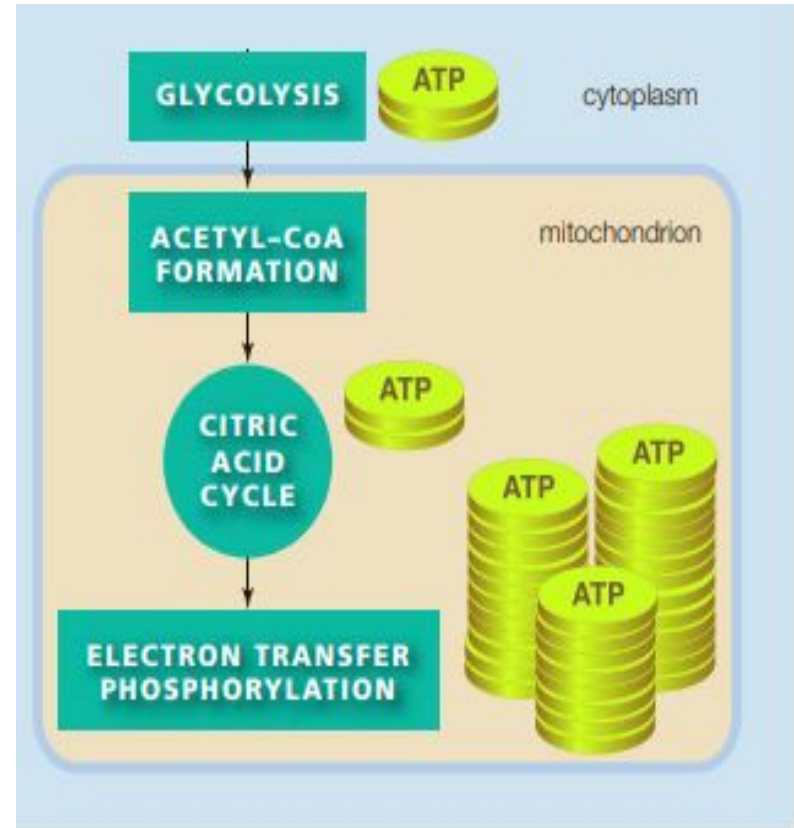 GLYCOLYSIS
ATP
cytoplasm
ACETYL–CoA
FORMATION
mitochondrion
CITRIC
ACID
CYCLE
ATP
ATP
ATP
ATP
ELECTRON TRANSFER
PHOSPHORYLATION